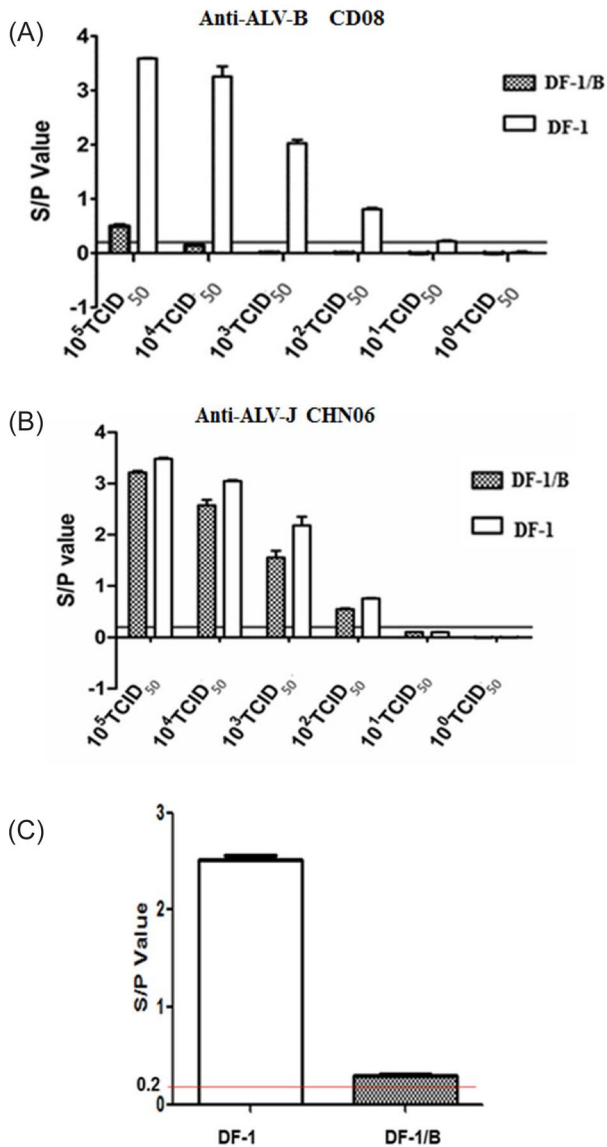 (A)
Anti-ALV-B CD08
S/P Value
4
3
2
1
0
-1
DF-1/B
DF-1
10⁵TCID₅₀
10⁴TCID₅₀
10³TCID₅₀
10²TCID₅₀
10¹TCID₅₀
10⁰TCID₅₀
(B)
Anti-ALV-J CHN06
S/P value
4
3
2
1
0
-1
DF-1/B
DF-1
10⁵TCID₅₀
10⁴TCID₅₀
10³TCID₅₀
10²TCID₅₀
10¹TCID₅₀
10⁰TCID₅₀
(C)
S/P Value
3
2
1
0.2
0
DF-1
DF-1/B